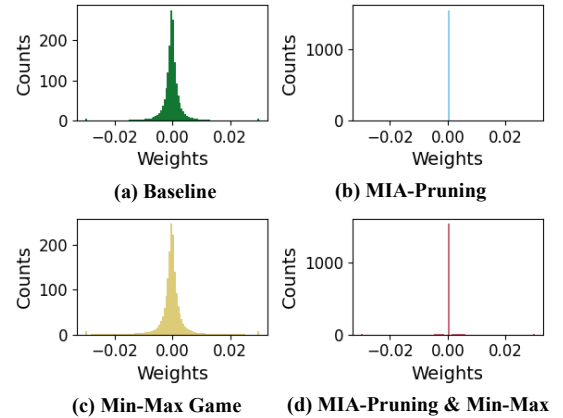 Counts
200
100
0
−0.02 0.00 0.02
Weights
(a) Baseline
Counts
1000
0
−0.02 0.00 0.02
Weights
(b) MIA-Pruning
Counts
200
100
0
−0.02 0.00 0.02
Weights
(c) Min-Max Game
Counts
1000
0
−0.02 0.00 0.02
Weights
(d) MIA-Pruning & Min-Max